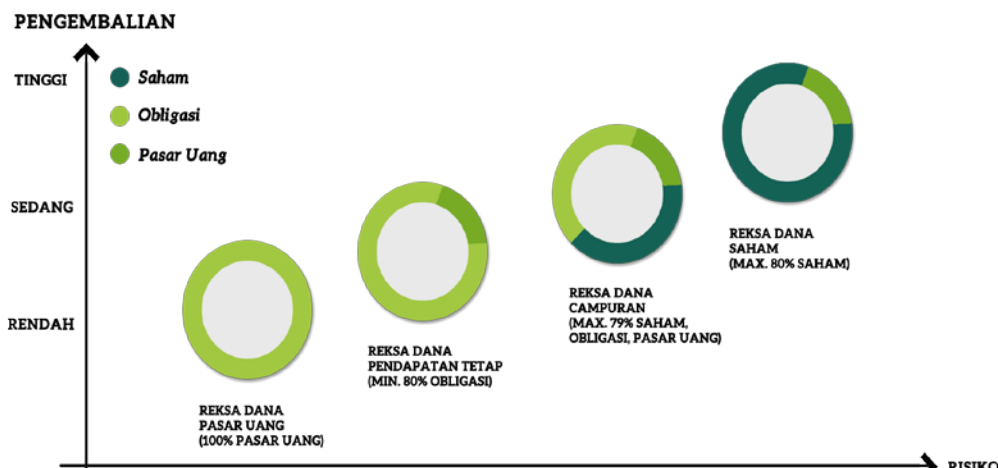 PENGEMBALIAN
TINGGI
Saham
Obligasi
Pasar Uang
SEDANG
RENDAH
REKSA DANA
SAHAM
(MAX. 80% SAHAM)
REKSA DANA
CAMPURAN
(MAX. 79% SAHAM,
OBLIGASI, PASAR UANG)
REKSA DANA
PENDAPATAN TETAP
(MIN. 80% OBLIGASI)
REKSA DANA
PASAR UANG
(100% PASAR UANG)
RISIKO